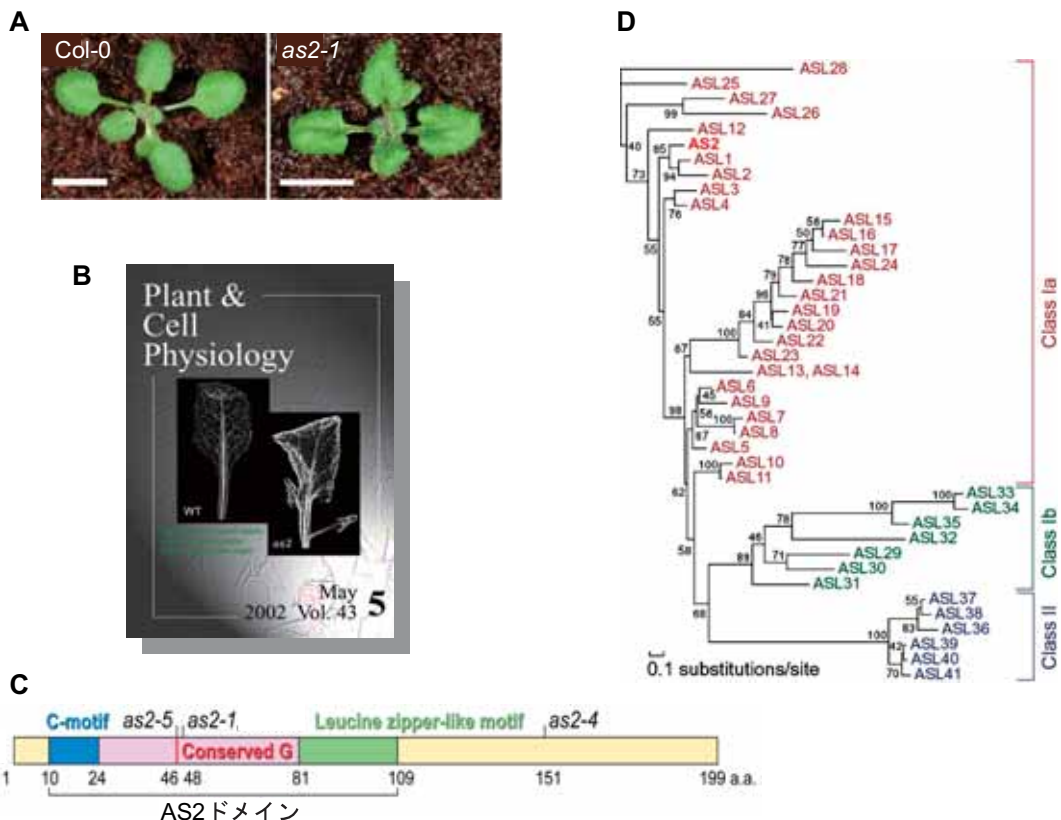 A
Col-0
as2-1
B
Plant &
Cell
Physiology
WT
as2
May
2002 Vol. 43 5
C
C-motif as2-5 as2-1 Leucine zipper-like motif as2-4
Conserved G
1 10 24 46 48 81 109 151 199 a.a.
AS2ドメイン
D
ASL28
ASL25
ASL27
99
ASL26
ASL12
40
AS2
85
ASL1
94
ASL2
73
ASL3
76
ASL4
55
ASL15
58
ASL16
50
ASL17
77
ASL24
78
ASL18
79
ASL21
96
ASL19
84
41
ASL20
ASL22
100
ASL23
55
67
ASL13, ASL14
ASL6
45
ASL9
56
ASL7
100
ASL8
98
87
ASL5
ASL10
100
ASL11
62
Class Ia
ASL33
100
ASL34
100
ASL35
78
ASL32
46
ASL29
71
ASL30
58
89
ASL31
Class Ib
ASL37
55
ASL38
83
ASL36
68
100
ASL39
42
ASL40
70
ASL41
Class II
0.1 substitutions/site